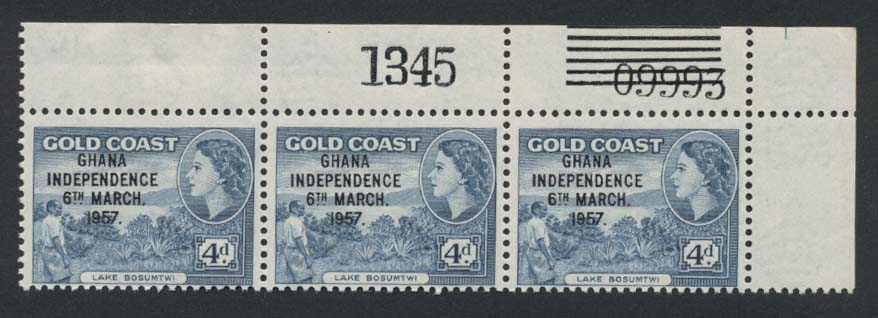 1345
09993
GOLD COAST
GHANA
INDEPENDENCE
6TH MARCH.
1957.
4d.
LAKE BOSUMTWI
GOLD COAST
GHANA
INDEPENDENCE
6TH MARCH.
1957.
4d.
LAKE BOSUMTWI
GOLD COAST
GHANA
INDEPENDENCE
6TH MARCH.
1957.
4d.
LAKE BOSUMTWI